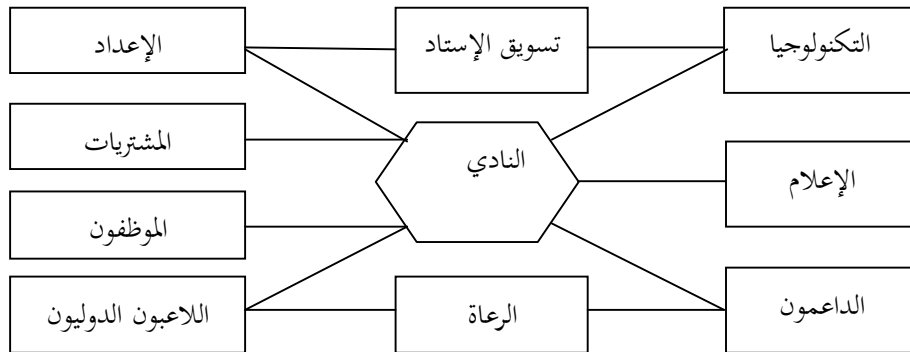 التكنولوجيا
تسويق الإستاد
الإعداد
المشتريات
النادي
الإعلام
الموظفون
الداعمون
الرعاة
اللاعبون الدوليون